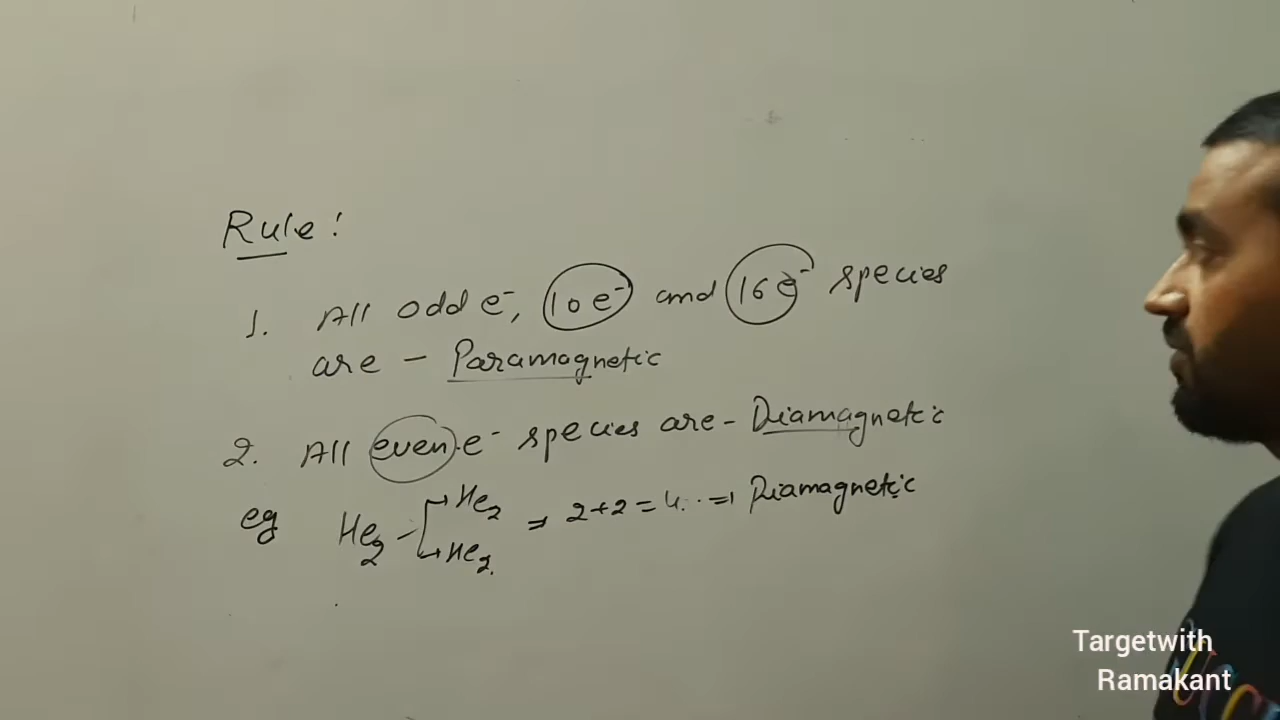 Rule!
1. All odd e⁻, 10 e⁻ and 16 e⁻ species
are - Paramagnetic
2. All even e⁻ species are - Diamagnetic
eg He₂ → He₂ → He₂ ⇒ 2+2=4. ⇒ Diamagnetic
Targetwith
Ramakant